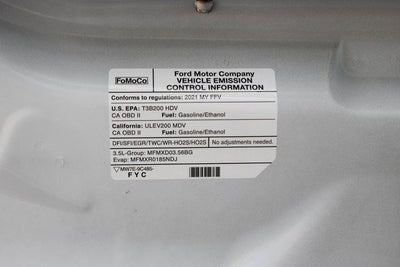 FoMoCo
Ford Motor Company
VEHICLE EMISSION
CONTROL INFORMATION
Conforms to regulations: 2021 MY FFV
U.S. EPA: T3B200 HDV
CA OBD II Fuel: Gasoline/Ethanol
California: ULEV200 MDV
CA OBD II Fuel: Gasoline/Ethanol
DFI/SFI/EGR/TWC/WR-HO2S/HO2S No adjustments needed.
3.5L-Group: MFMXD03.56BG
Evap: MFMXR0185NDJ
MW7E-9C485-
FYC